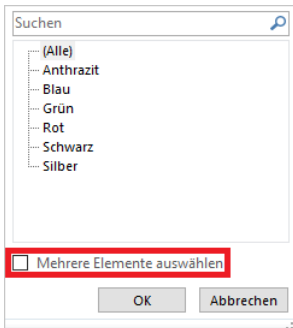 Suchen
(Alle)
Anthrazit
Blau
Grün
Rot
Schwarz
Silber
Mehrere Elemente auswählen
OK Abbrechen